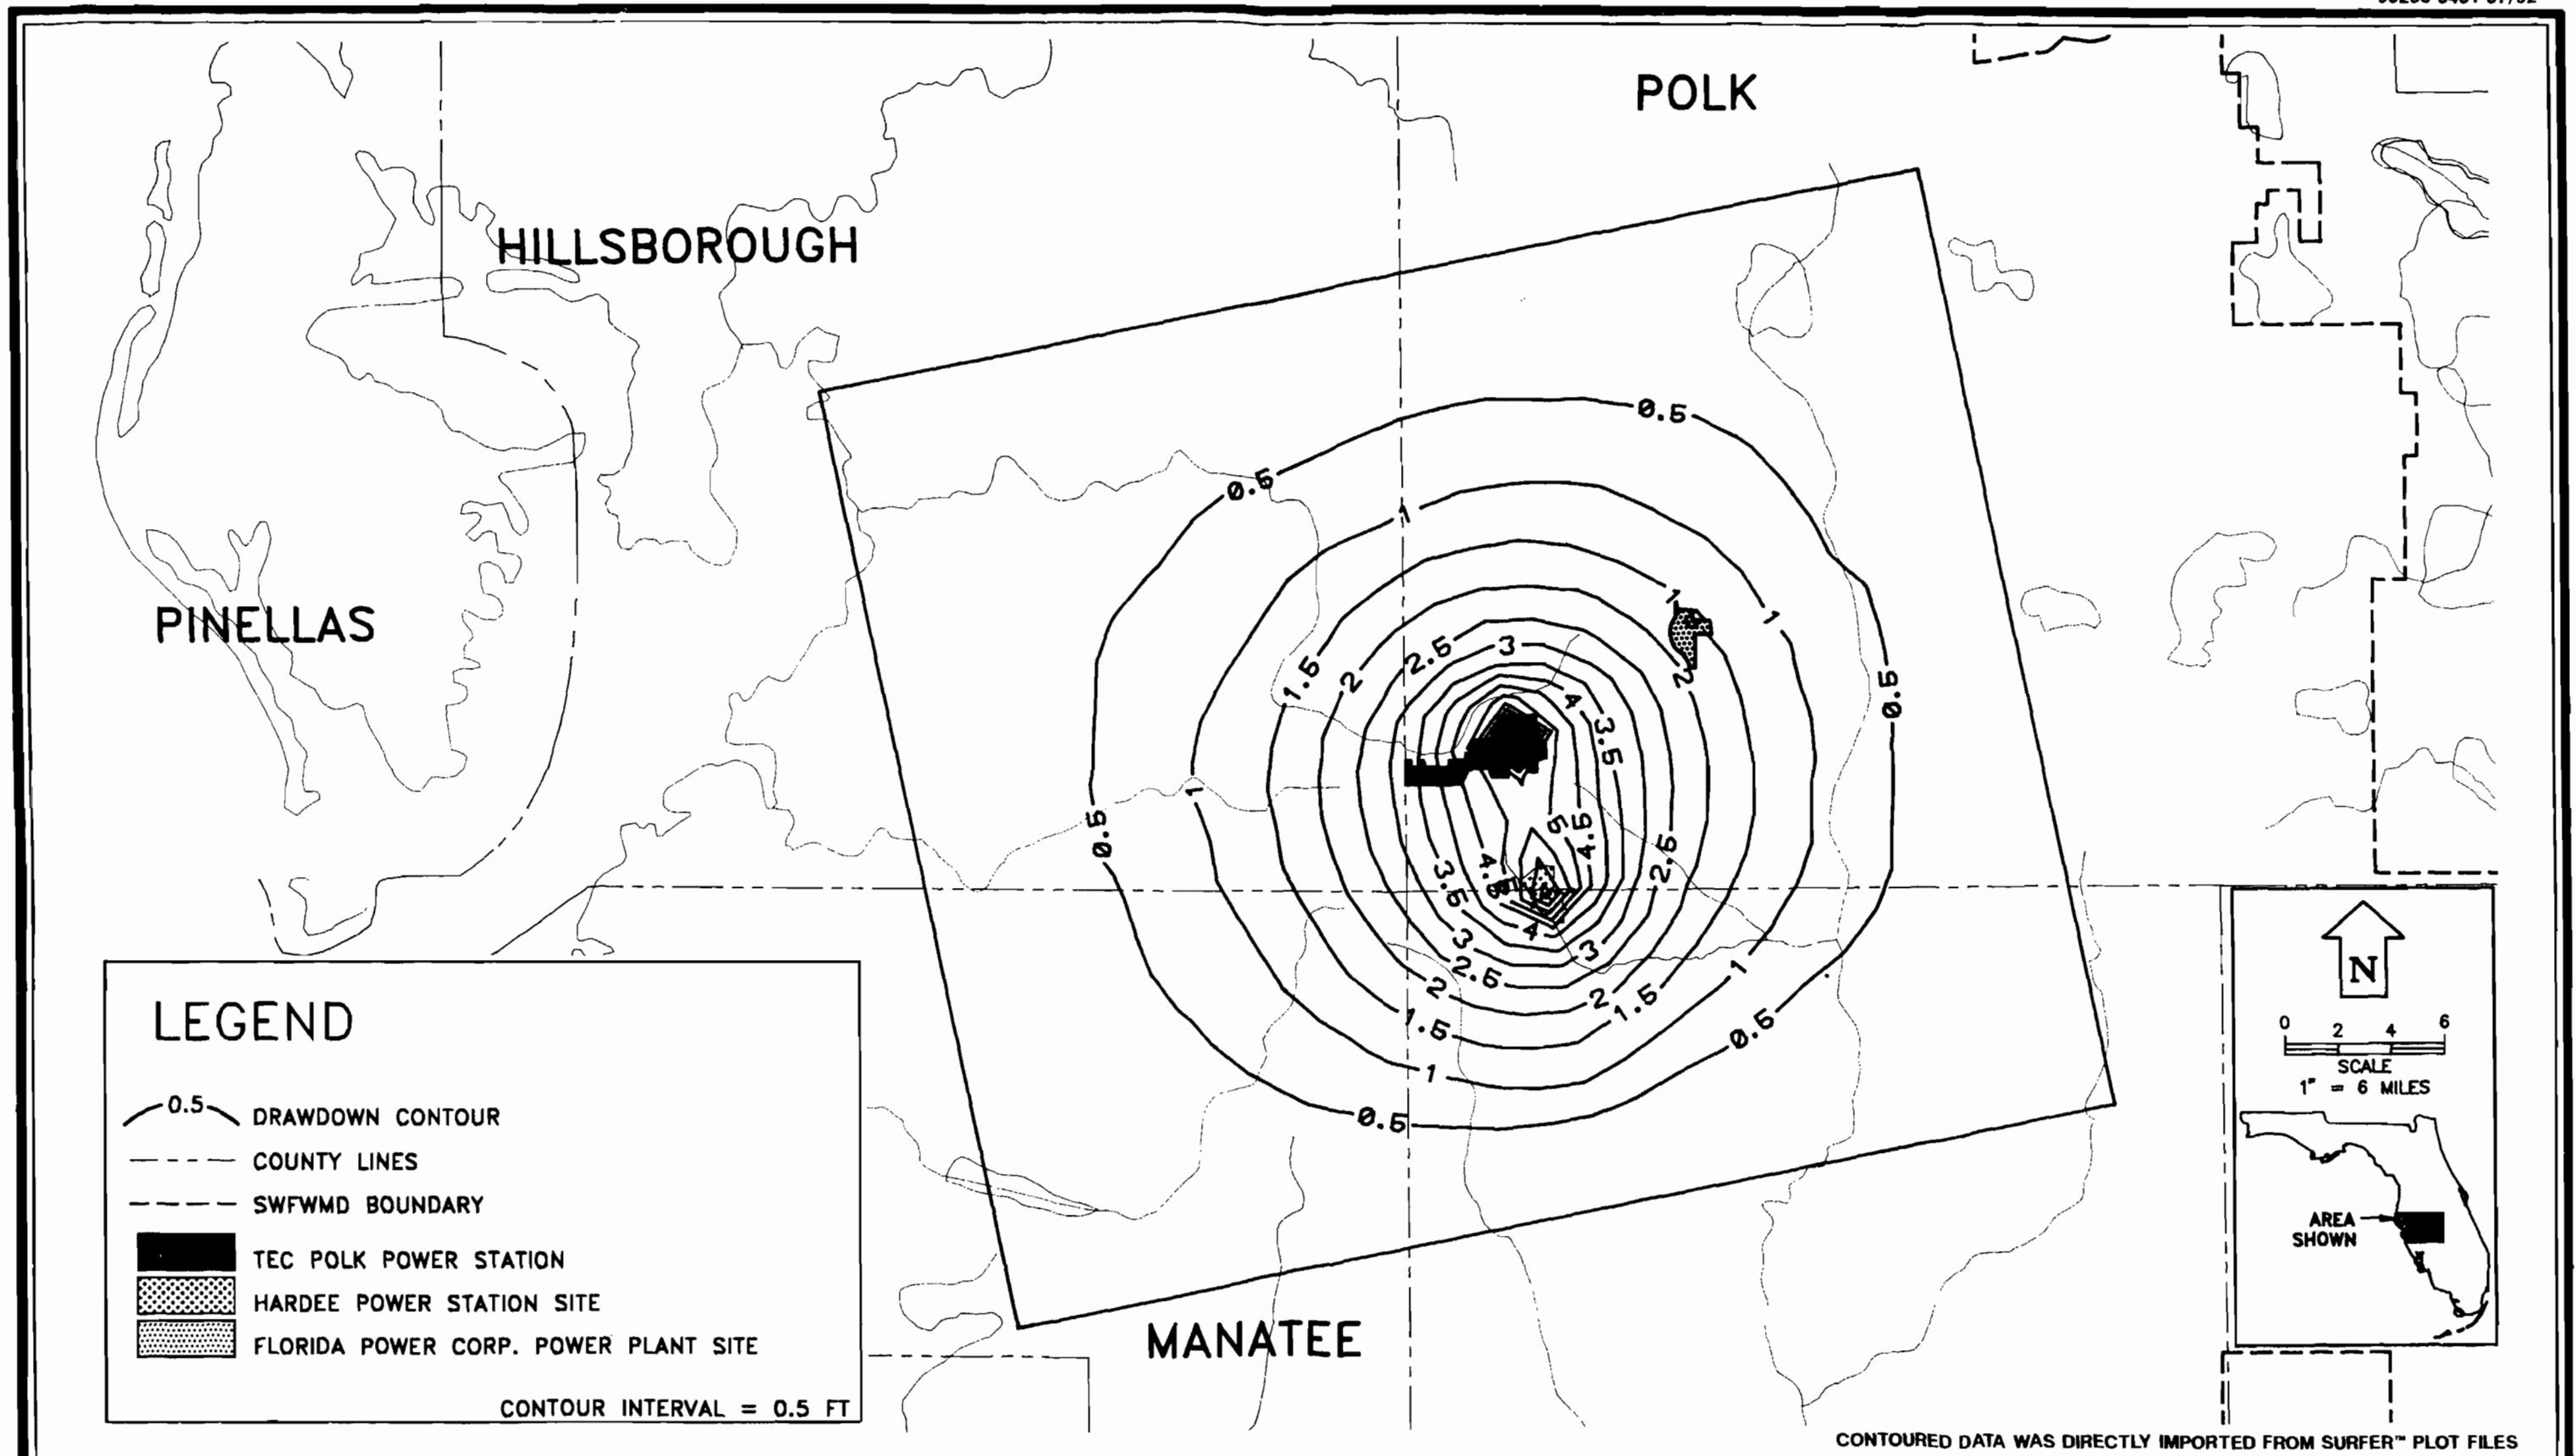 POLK
HILLSBOROUGH
PINELLAS
MANATEE
0.5
0.5
1
1
1
1.5
2
2.5
3
4
3.5
2
0.5
0.5
1
5
4.5
2.5
3.5
4
3
3
2.5
2
2
1.5
1.5
1
1
0.5
0.5
LEGEND
0.5 DRAWDOWN CONTOUR
COUNTY LINES
SWFWMD BOUNDARY
TEC POLK POWER STATION
HARDEE POWER STATION SITE
FLORIDA POWER CORP. POWER PLANT SITE
CONTOUR INTERVAL = 0.5 FT
N
0 2 4 6
SCALE
1" = 6 MILES
AREA
SHOWN
CONTOURED DATA WAS DIRECTLY IMPORTED FROM SURFER™ PLOT FILES